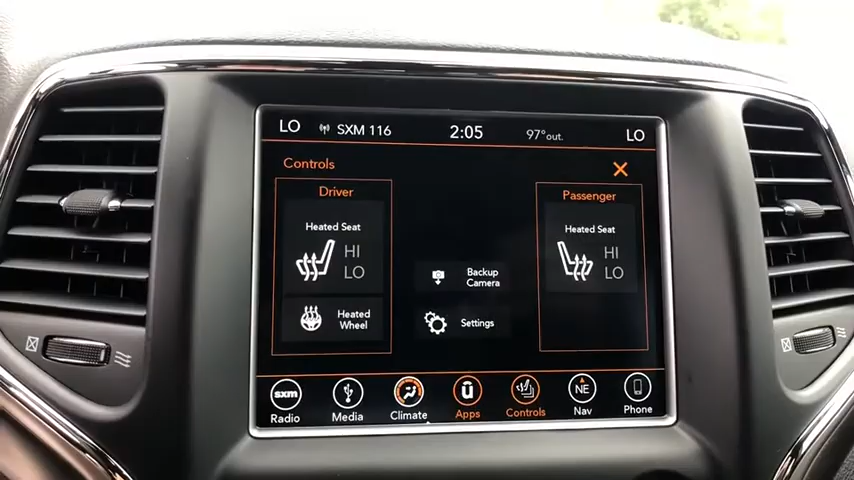 LO SXM 116 2:05 97°out. LO
Controls
Driver
Heated Seat
HI
LO
Heated
Wheel
Backup
Camera
Settings
Passenger
Heated Seat
HI
LO
sxm ū NE
Radio Media Climate Apps Controls Nav Phone